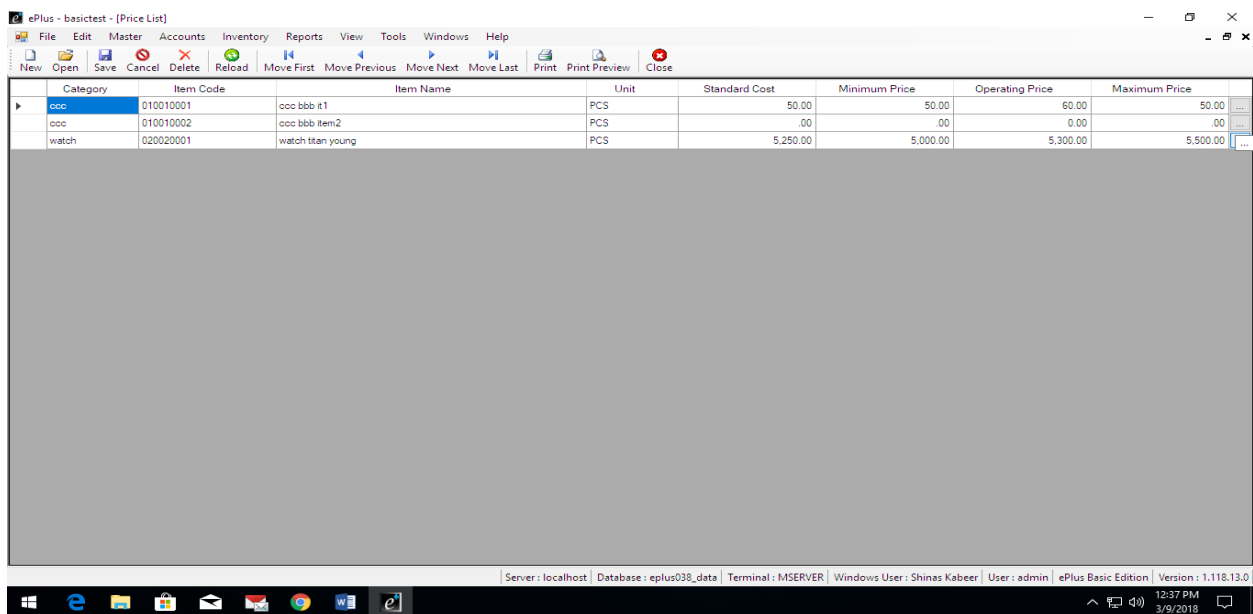 ePlus - basictest - [Price List]
File Edit Master Accounts Inventory Reports View Tools Windows Help
New Open Save Cancel Delete Reload Move First Move Previous Move Next Move Last Print Print Preview Close
Category Item Code Item Name Unit Standard Cost Minimum Price Operating Price Maximum Price
ccc 010010001 ccc bbb it1 PCS 50.00 50.00 60.00 50.00 ...
ccc 010010002 ccc bbb item2 PCS .00 .00 0.00 .00 ...
watch 020020001 watch titan young PCS 5,250.00 5,000.00 5,300.00 5,500.00 ...
Server : localhost Database : eplus038_data Terminal : MSERVER Windows User : Shinas Kabeer User : admin ePlus Basic Edition Version : 1.118.13.0
12:37 PM
3/9/2018